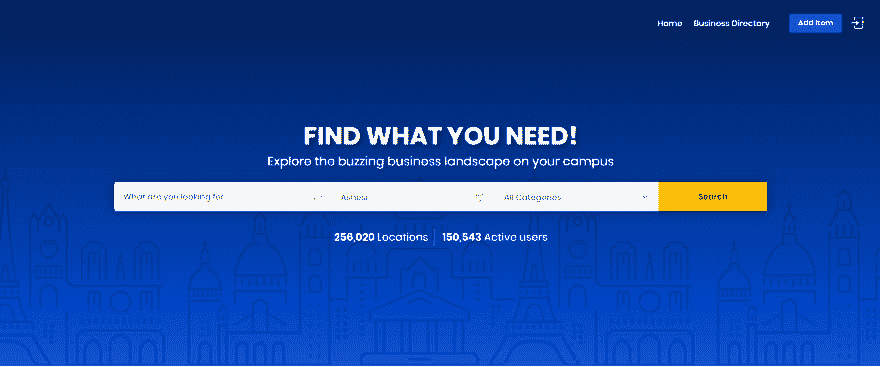 Home Business Directory Add Item
FIND WHAT YOU NEED!
Explore the buzzing business landscape on your campus
What are you looking for Ashesi All Categories Search
256,020 Locations 150,543 Active users